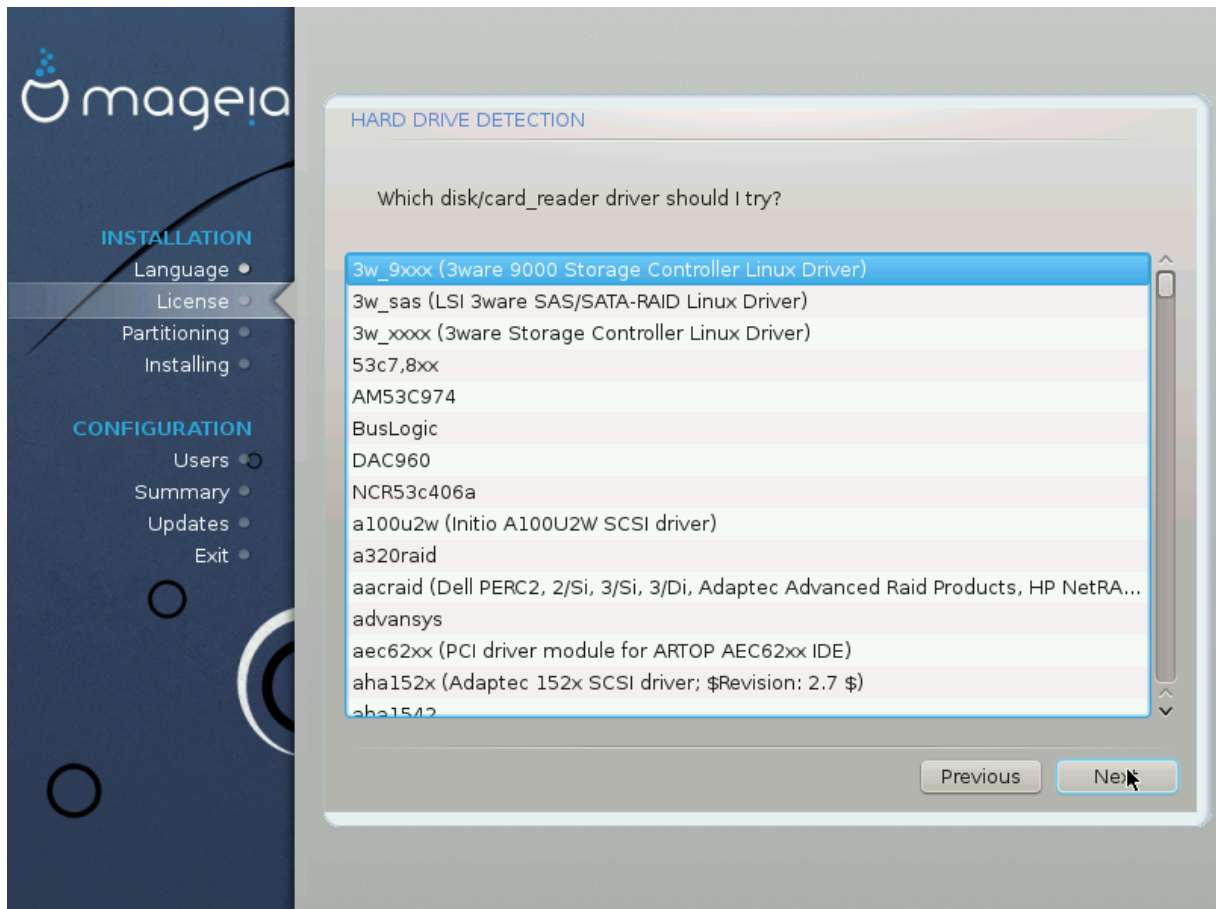 mageia
INSTALLATION
Language
License
Partitioning
Installing
CONFIGURATION
Users
Summary
Updates
Exit
HARD DRIVE DETECTION
Which disk/card_reader driver should I try?
3w_9xxx (3ware 9000 Storage Controller Linux Driver)
3w_sas (LSI 3ware SAS/SATA-RAID Linux Driver)
3w_xxxx (3ware Storage Controller Linux Driver)
53c7,8xx
AM53C974
BusLogic
DAC960
NCR53c406a
a100u2w (Initio A100U2W SCSI driver)
a320raid
aacraid (Dell PERC2, 2/Si, 3/Si, 3/Di, Adaptec Advanced Raid Products, HP NetRA...
advansys
aec62xx (PCI driver module for ARTOP AEC62xx IDE)
aha152x (Adaptec 152x SCSI driver; $Revision: 2.7 $)
aha1542
Previous
Next